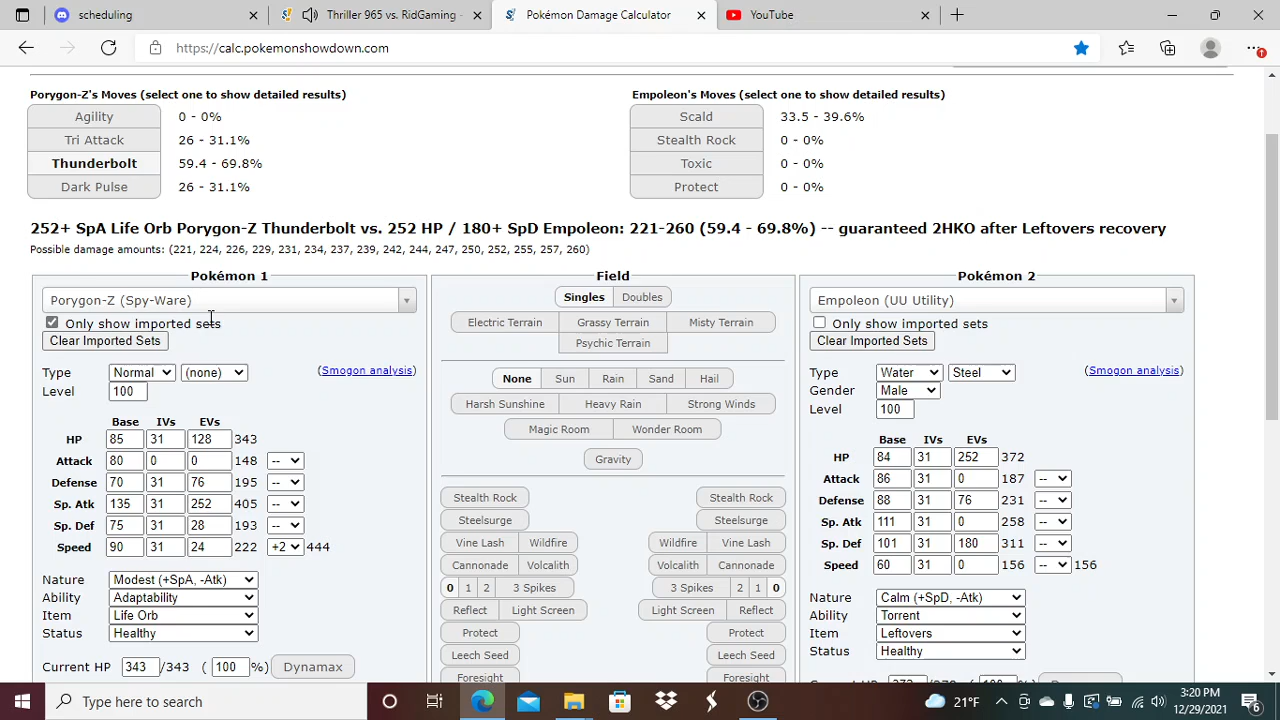 scheduling
Thriller 965 vs. RidGaming -
Pokémon Damage Calculator
YouTube
https://calc.pokemonshowdown.com
Porygon-Z's Moves (select one to show detailed results)
Agility 0 - 0%
Tri Attack 26 - 31.1%
Thunderbolt 59.4 - 69.8%
Dark Pulse 26 - 31.1%
Empoleon's Moves (select one to show detailed results)
Scald 33.5 - 39.6%
Stealth Rock 0 - 0%
Toxic 0 - 0%
Protect 0 - 0%
252+ SpA Life Orb Porygon-Z Thunderbolt vs. 252 HP / 180+ SpD Empoleon: 221-260 (59.4 - 69.8%) -- guaranteed 2HKO after Leftovers recovery
Possible damage amounts: (221, 224, 226, 229, 231, 234, 237, 239, 242, 244, 247, 250, 252, 255, 257, 260)
Pokémon 1
Porygon-Z (Spy-Ware)
Only show imported sets
Clear Imported Sets
Type Normal (none) (Smogon analysis)
Level 100
Base IVs EVs
HP 85 31 128 343
Attack 80 0 0 148 --
Defense 70 31 76 195 --
Sp. Atk 135 31 252 405 --
Sp. Def 75 31 28 193 --
Speed 90 31 24 222 +2 444
Nature Modest (+SpA, -Atk)
Ability Adaptability
Item Life Orb
Status Healthy
Current HP 343 /343 ( 100 %) Dynamax
Field
Singles Doubles
Electric Terrain Grassy Terrain Misty Terrain
Psychic Terrain
None Sun Rain Sand Hail
Harsh Sunshine Heavy Rain Strong Winds
Magic Room Wonder Room
Gravity
Stealth Rock Stealth Rock
Steelsurge Steelsurge
Vine Lash Wildfire Wildfire Vine Lash
Cannonade Volcalith Volcalith Cannonade
0 1 2 3 Spikes 3 Spikes 2 1 0
Reflect Light Screen Light Screen Reflect
Protect Protect
Leech Seed Leech Seed
Foresight Foresight
Pokémon 2
Empoleon (UU Utility)
Only show imported sets
Clear Imported Sets
Type Water Steel (Smogon analysis)
Gender Male
Level 100
Base IVs EVs
HP 84 31 252 372
Attack 86 31 0 187 --
Defense 88 31 76 231 --
Sp. Atk 111 31 0 258 --
Sp. Def 101 31 180 311 --
Speed 60 31 0 156 -- 156
Nature Calm (+SpD, -Atk)
Ability Torrent
Item Leftovers
Status Healthy
Type here to search
21°F
3:20 PM
12/29/2021
6